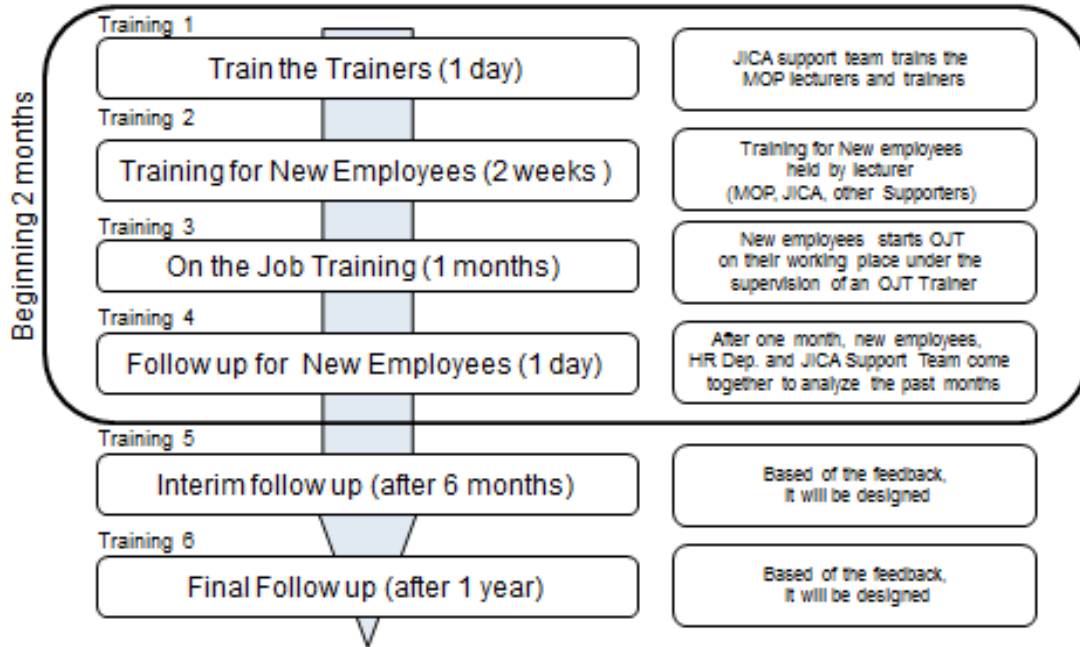 Beginning 2 months
Training 1
Train the Trainers (1 day)
JICA support team trains the
MOP lecturers and trainers
Training 2
Training for New Employees (2 weeks )
Training for New employees
held by lecturer
(MOP, JICA, other Supporters)
Training 3
On the Job Training (1 months)
New employees starts OJT
on their working place under the
supervision of an OJT Trainer
Training 4
Follow up for New Employees (1 day)
After one month, new employees,
HR Dep. and JICA Support Team come
together to analyze the past months
Training 5
Interim follow up (after 6 months)
Based of the feedback,
It will be designed
Training 6
Final Follow up (after 1 year)
Based of the feedback,
It will be designed